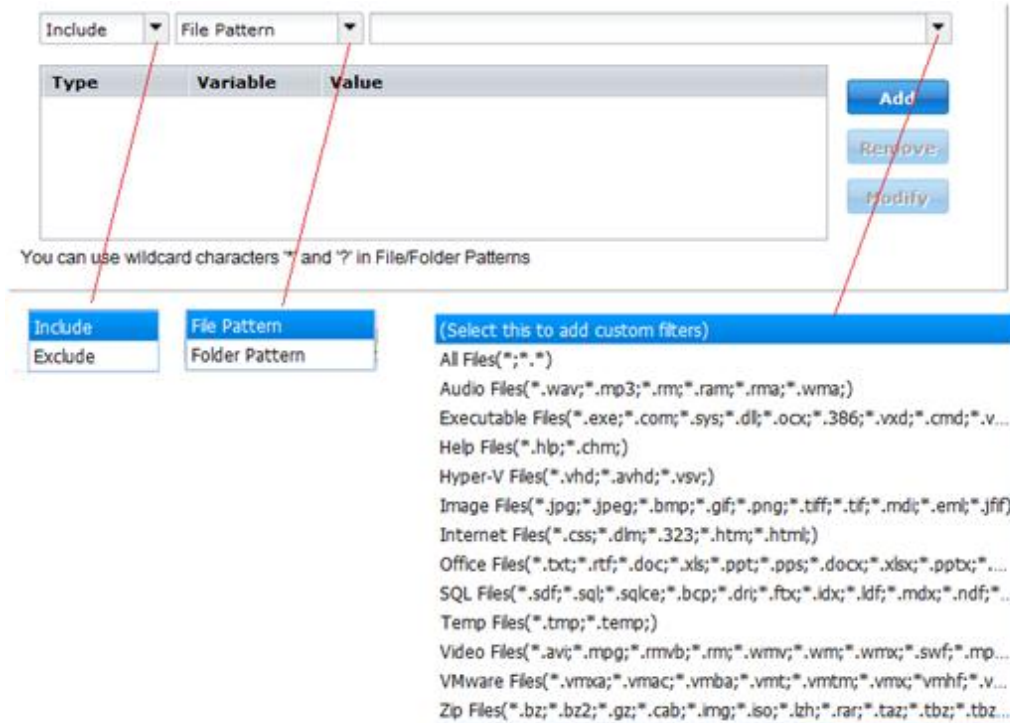 Include File Pattern
Type Variable Value
Add
Remove
Modify
You can use wildcard characters '*' and '?' in File/Folder Patterns
Include
Exclude
File Pattern
Folder Pattern
(Select this to add custom filters)
All Files(*;*.*)
Audio Files(*.wav;*.mp3;*.rm;*.ram;*.rma;*.wma;)
Executable Files(*.exe;*.com;*.sys;*.dll;*.ocx;*.386;*.vxd;*.cmd;*.v...
Help Files(*.hlp;*.chm;)
Hyper-V Files(*.vhd;*.avhd;*.vsv;)
Image Files(*.jpg;*.jpeg;*.bmp;*.gif;*.png;*.tiff;*.tif;*.mdi;*.eml;*.jfif)
Internet Files(*.css;*.dlm;*.323;*.htm;*.html;)
Office Files(*.txt;*.rtf;*.doc;*.xls;*.ppt;*.pps;*.docx;*.xlsx;*.pptx;*....
SQL Files(*.sdf;*.sql;*.sqlce;*.bcp;*.dri;*.ftx;*.idx;*.ldf;*.mdx;*.ndf;*...
Temp Files(*.tmp;*.temp;)
Video Files(*.avi;*.mpg;*.rmvb;*.rm;*.wmv;*.wm;*.wmx;*.swf;*.mp...
VMware Files(*.vmxa;*.vmac;*.vmba;*.vmt;*.vmtm;*.vmx;*vmhf;*.v...
Zip Files(*.bz;*.bz2;*.gz;*.cab;*.img;*.iso;*.lzh;*.rar;*.taz;*.tbz;*.tbz...